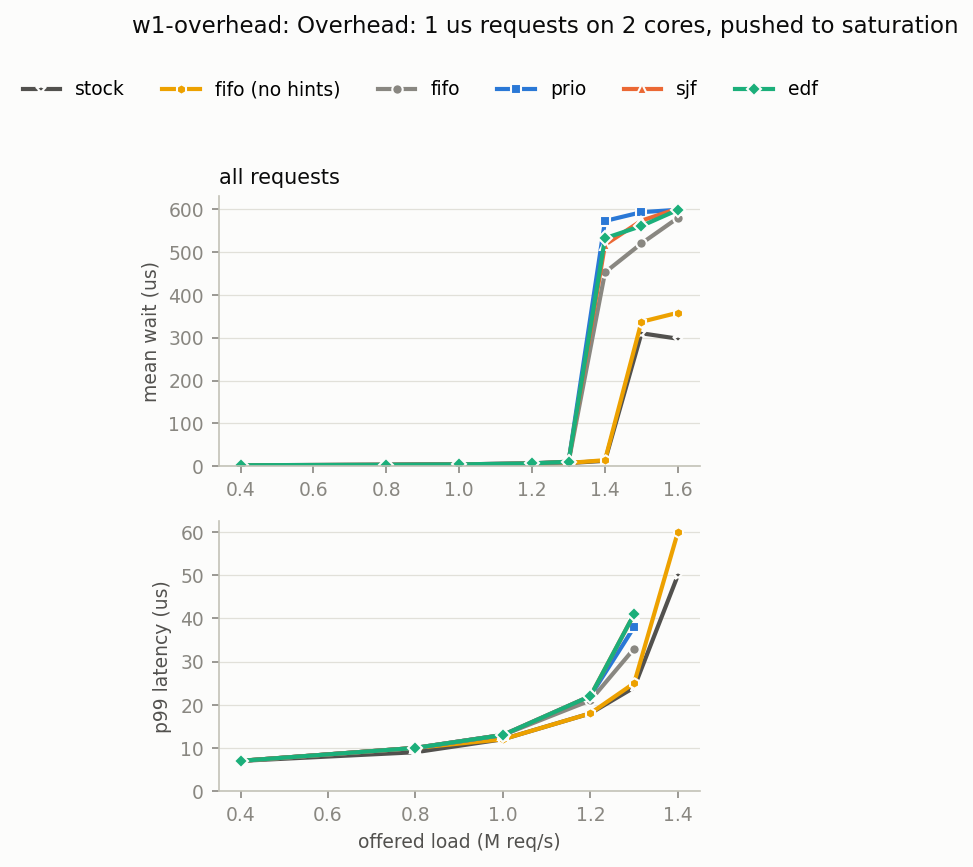 w1-overhead: Overhead: 1 us requests on 2 cores, pushed to saturation
stock fifo (no hints) fifo prio sjf edf
all requests
mean wait (us)
600
500
400
300
200
100
0
0.4 0.6 0.8 1.0 1.2 1.4 1.6
p99 latency (us)
60
50
40
30
20
10
0
0.4 0.6 0.8 1.0 1.2 1.4
offered load (M req/s)